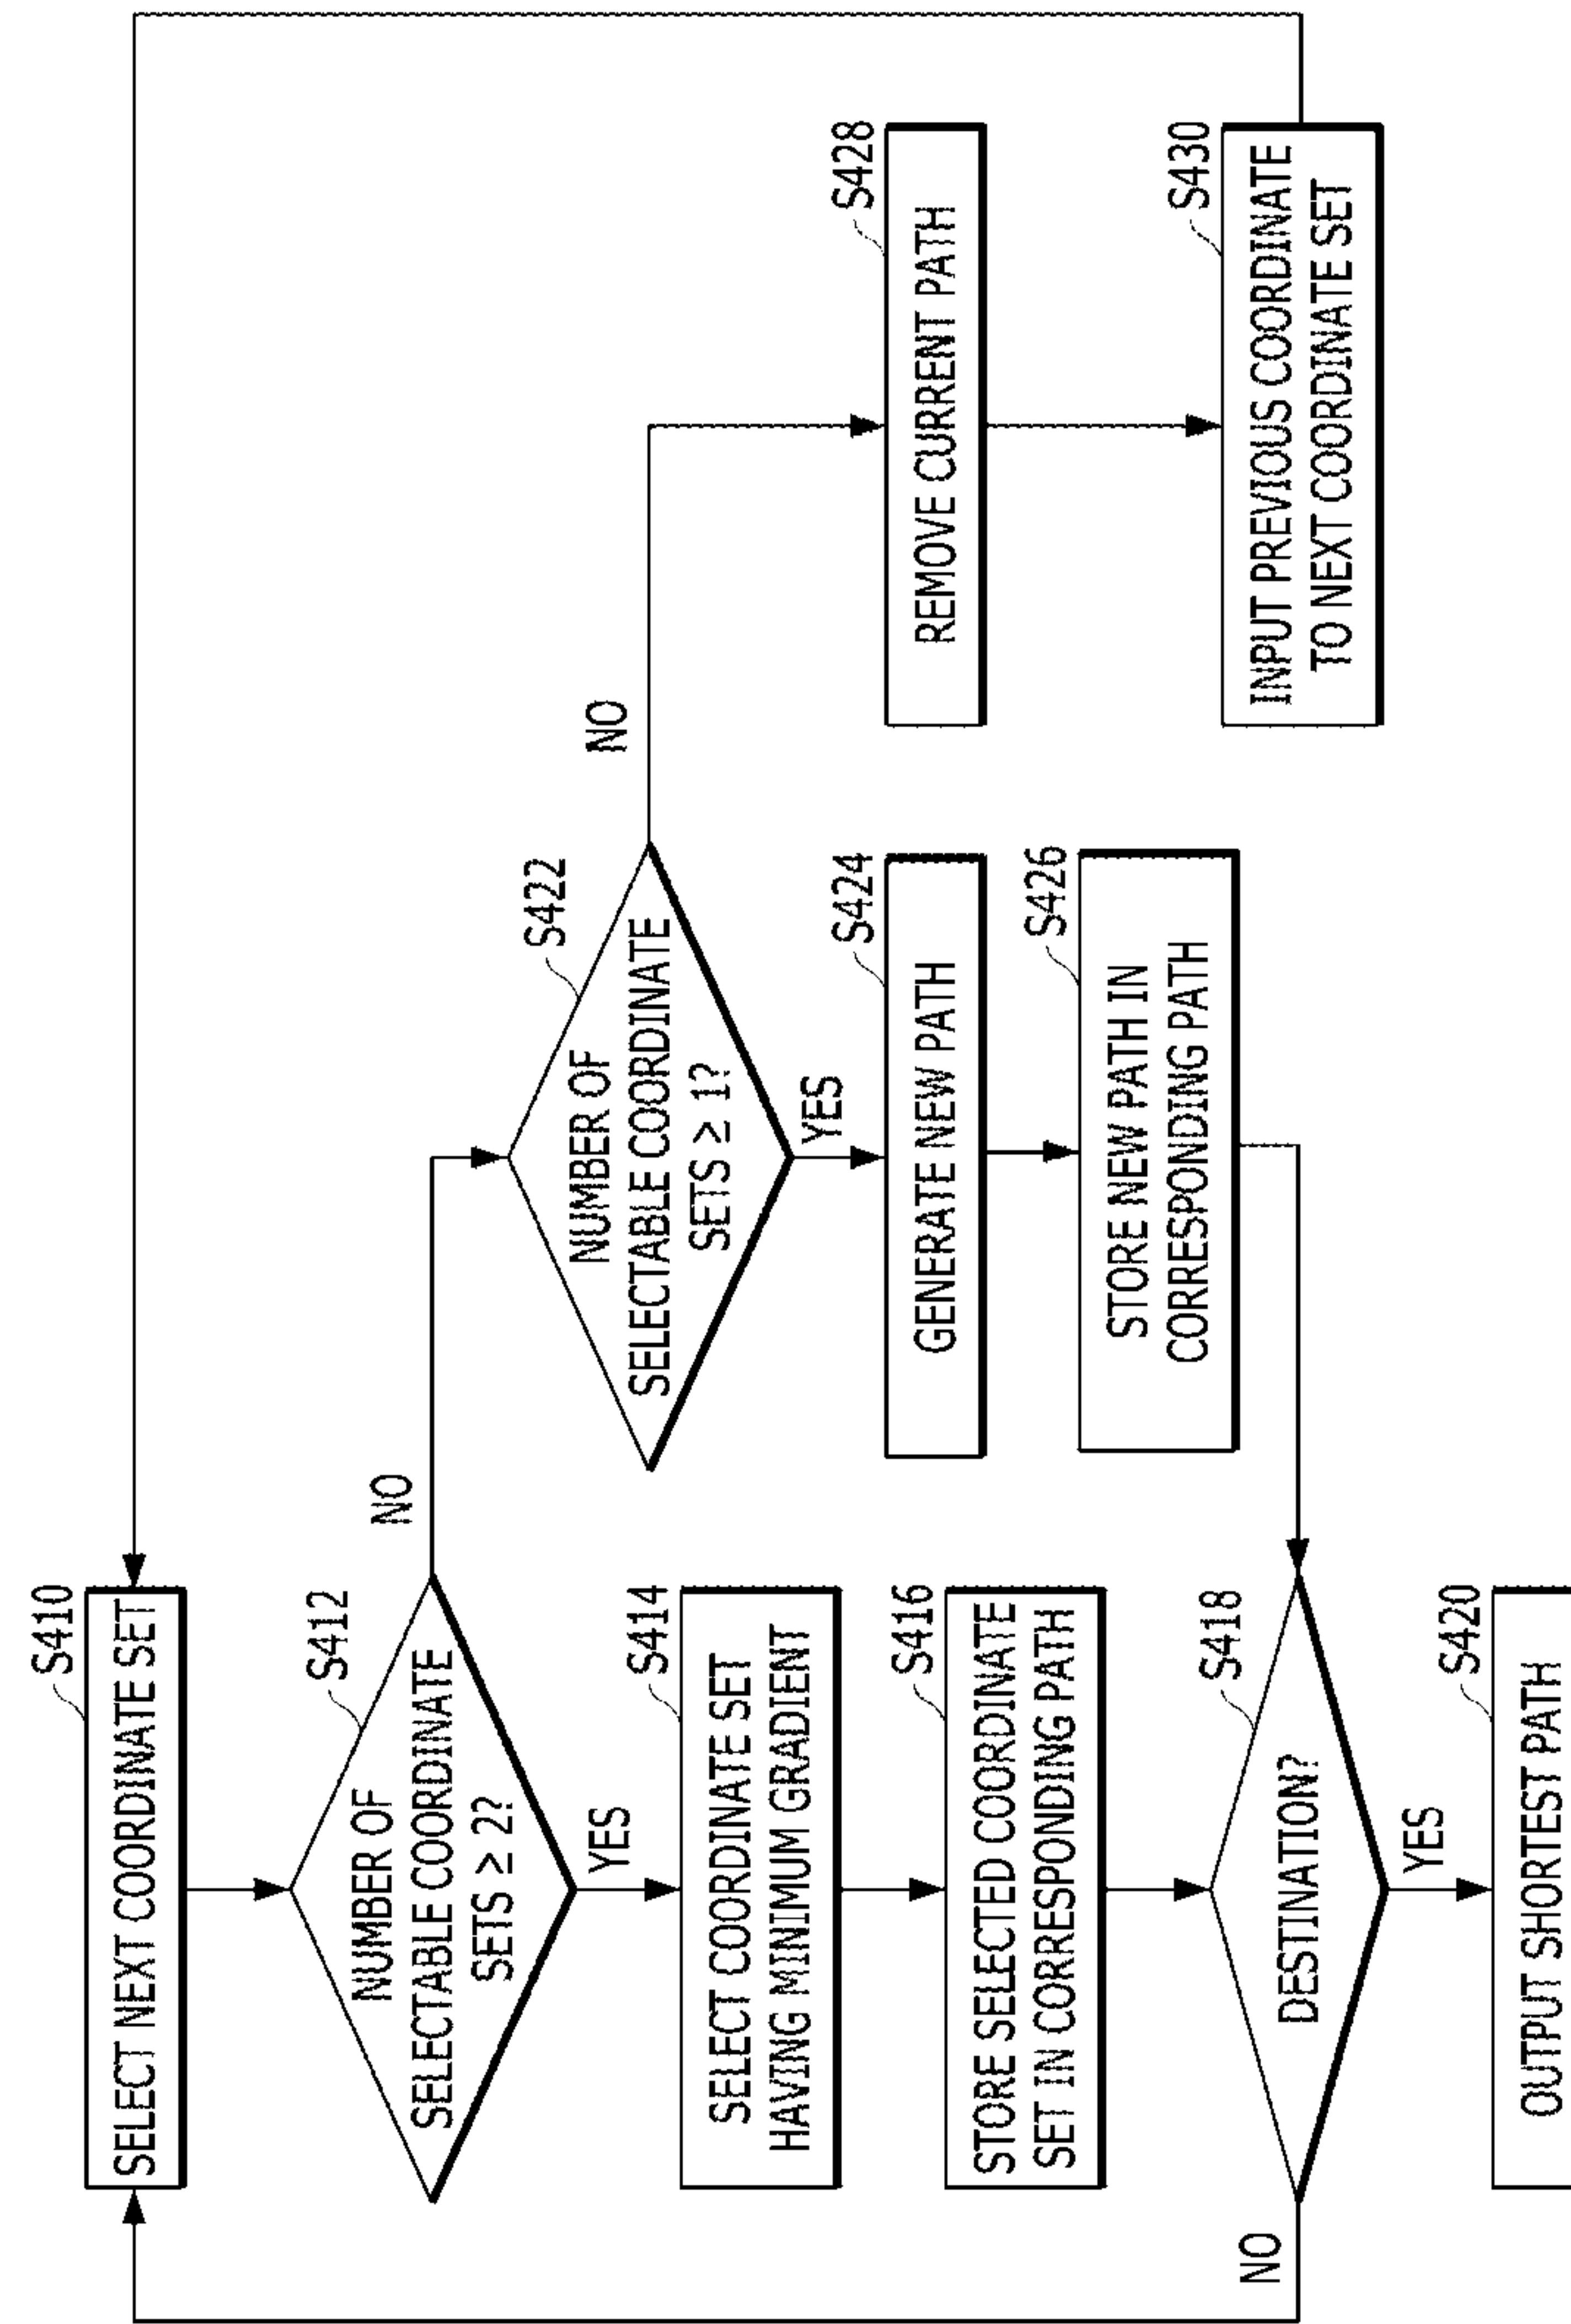 S410
SELECT NEXT COORDINATE SET
S412
NUMBER OF
SELECTABLE COORDINATE
SETS ≥ 2?
NO
YES
S414
SELECT COORDINATE SET
HAVING MINIMUM GRADIENT
S416
STORE SELECTED COORDINATE
SET IN CORRESPONDING PATH
S418
DESTINATION?
NO
YES
S420
OUTPUT SHORTEST PATH
S422
NUMBER OF
SELECTABLE COORDINATE
SETS ≥ 1?
NO
YES
S424
GENERATE NEW PATH
S426
STORE NEW PATH IN
CORRESPONDING PATH
S428
REMOVE CURRENT PATH
S430
INPUT PREVIOUS COORDINATE
TO NEXT COORDINATE SET